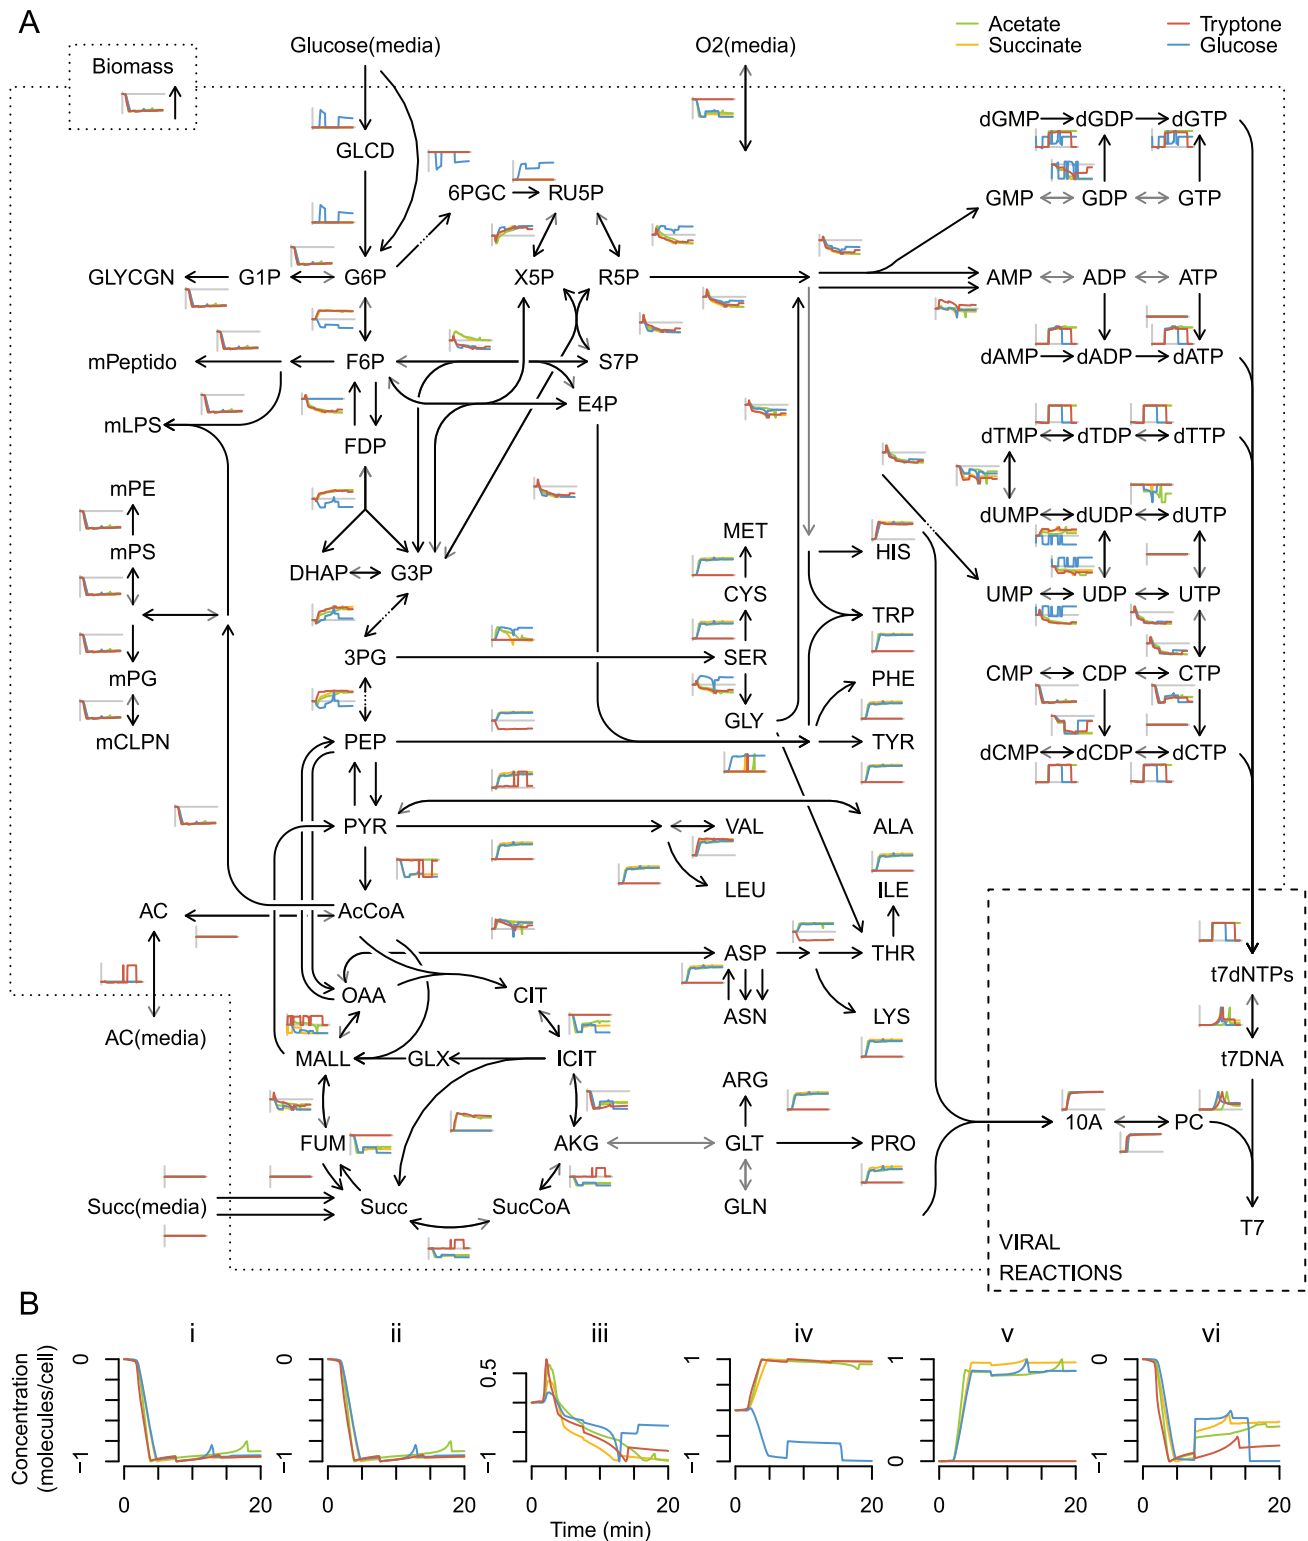 A
Acetate
Tryptone
Succinate
Glucose
Glucose(media)
O2(media)
Biomass
GLCD
dGMP
dGDP
dGTP
6PGC
RU5P
GMP
GDP
GTP
GLYCGN
G1P
G6P
X5P
R5P
AMP
ADP
ATP
mPeptido
F6P
S7P
dAMP
dADP
dATP
E4P
mLPS
FDP
dTMP
dTDP
dTTP
mPE
mPS
MET
HIS
dUMP
dUDP
dUTP
DHAP
G3P
CYS
UMP
UDP
UTP
TRP
3PG
SER
PHE
CMP
CDP
CTP
mPG
GLY
mCLPN
PEP
TYR
dCMP
dCDP
dCTP
PYR
VAL
ALA
LEU
ILE
AC
AcCoA
ASP
THR
t7dNTPs
OAA
CIT
ASN
LYS
AC(media)
MALL
GLX
ICIT
t7DNA
ARG
FUM
AKG
GLT
PRO
10A
PC
Succ(media)
Succ
SucCoA
GLN
T7
VIRAL
REACTIONS
B
i
ii
iii
iv
v
vi
Concentration
(molecules/cell)
0
−1
0
−1
0.5
−1
1
0
1
0
−1
0 20
0 20
0 20
0 20
0 20
0 20
Time (min)